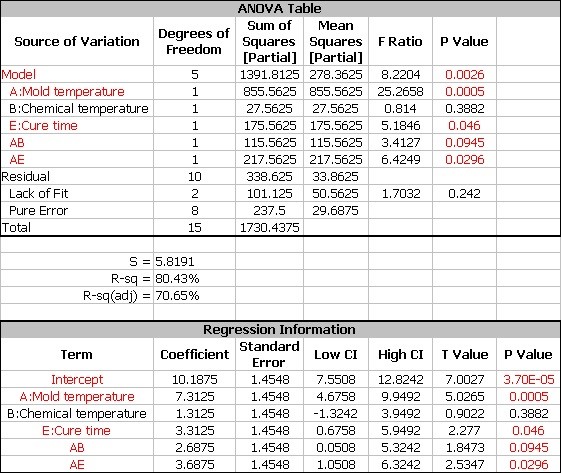 ANOVA Table
Source of Variation Degrees of Freedom Sum of Squares [Partial] Mean Squares [Partial] F Ratio P Value
Model 5 1391.8125 278.3625 8.2204 0.0026
A:Mold temperature 1 855.5625 855.5625 25.2658 0.0005
B:Chemical temperature 1 27.5625 27.5625 0.814 0.3882
E:Cure time 1 175.5625 175.5625 5.1846 0.046
AB 1 115.5625 115.5625 3.4127 0.0945
AE 1 217.5625 217.5625 6.4249 0.0296
Residual 10 338.625 33.8625
Lack of Fit 2 101.125 50.5625 1.7032 0.242
Pure Error 8 237.5 29.6875
Total 15 1730.4375
S = 5.8191
R-sq = 80.43%
R-sq(adj) = 70.65%
Regression Information
Term Coefficient Standard Error Low CI High CI T Value P Value
Intercept 10.1875 1.4548 7.5508 12.8242 7.0027 3.70E-05
A:Mold temperature 7.3125 1.4548 4.6758 9.9492 5.0265 0.0005
B:Chemical temperature 1.3125 1.4548 -1.3242 3.9492 0.9022 0.3882
E:Cure time 3.3125 1.4548 0.6758 5.9492 2.277 0.046
AB 2.6875 1.4548 0.0508 5.3242 1.8473 0.0945
AE 3.6875 1.4548 1.0508 6.3242 2.5347 0.0296